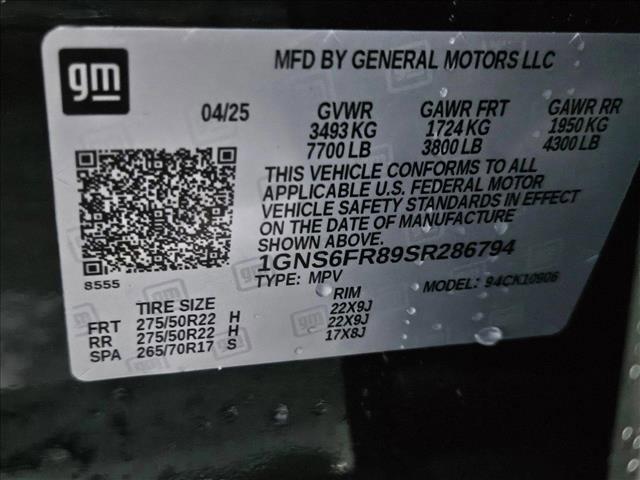 gm
MFD BY GENERAL MOTORS LLC
04/25 GVWR GAWR FRT GAWR RR
3493 KG 1724 KG 1950 KG
7700 LB 3800 LB 4300 LB
THIS VEHICLE CONFORMS TO ALL
APPLICABLE U.S. FEDERAL MOTOR
VEHICLE SAFETY STANDARDS IN EFFECT
ON THE DATE OF MANUFACTURE
SHOWN ABOVE.
1GNS6FR89SR286794
8555
TYPE: MPV MODEL: 94CK10906
TIRE SIZE RIM
FRT 275/50R22 H 22X9J
RR 275/50R22 H 22X9J
SPA 265/70R17 S 17X8J